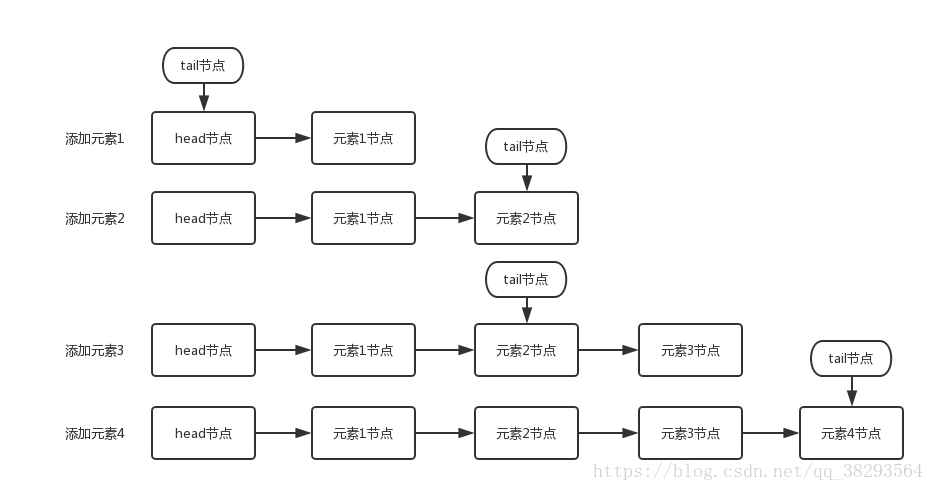 tail节点
添加元素1 head节点 元素1节点
tail节点
添加元素2 head节点 元素1节点 元素2节点
tail节点
添加元素3 head节点 元素1节点 元素2节点 元素3节点
tail节点
添加元素4 head节点 元素1节点 元素2节点 元素3节点 元素4节点
https://blog.csdn.net/qq_38293564